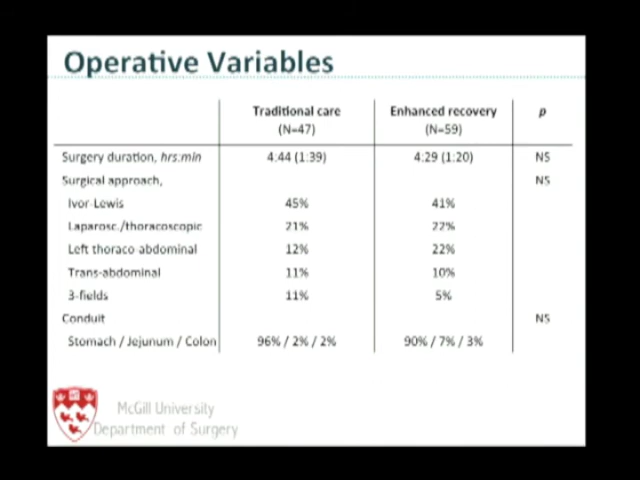 Operative Variables
Traditional care Enhanced recovery p
(N=47) (N=59)
Surgery duration, hrs:min 4:44 (1:39) 4:29 (1:20) NS
Surgical approach, NS
Ivor-Lewis 45% 41%
Laparosc./thoracoscopic 21% 22%
Left thoraco-abdominal 12% 22%
Trans-abdominal 11% 10%
3-fields 11% 5%
Conduit NS
Stomach / Jejunum / Colon 96% / 2% / 2% 90% / 7% / 3%
McGill University
Department of Surgery